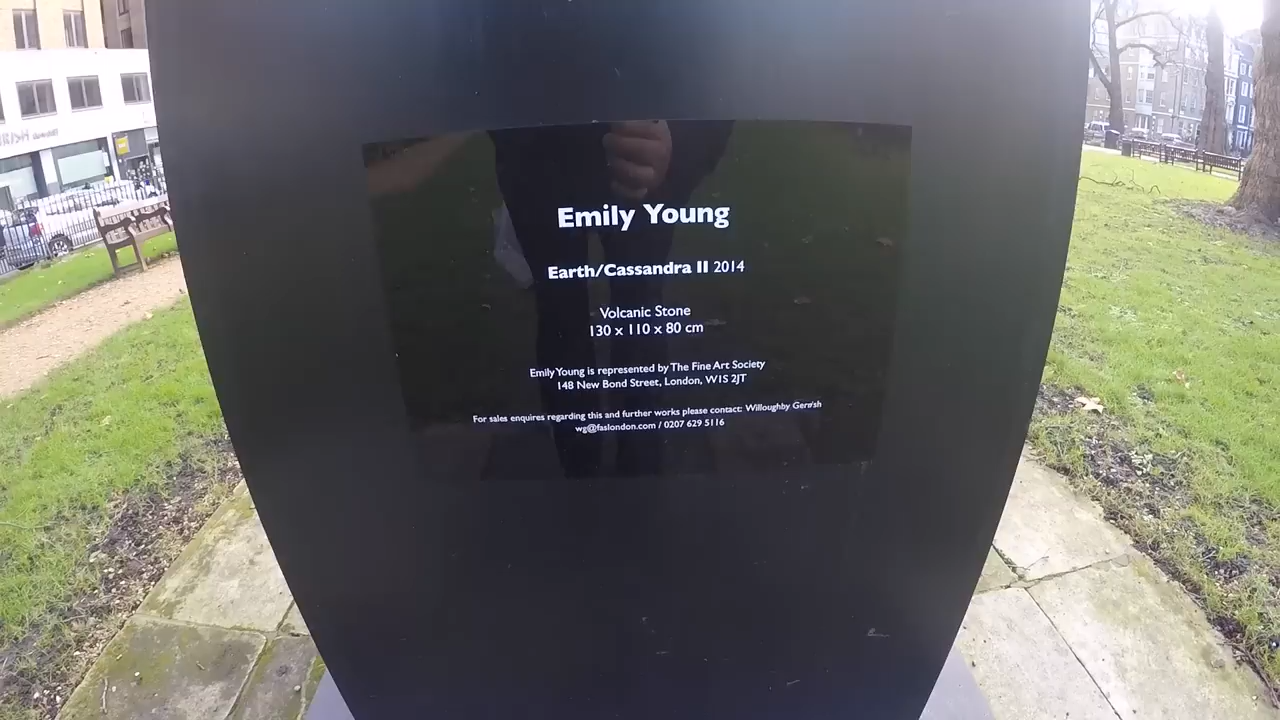 Emily Young
Earth/Cassandra II 2014
Volcanic Stone
130 x 110 x 80 cm
Emily Young is represented by The Fine Art Society
148 New Bond Street, London, W1S 2JT
For sales enquires regarding this and further works please contact: Willoughby Gerrish
wg@faslondon.com / 0207 629 5116